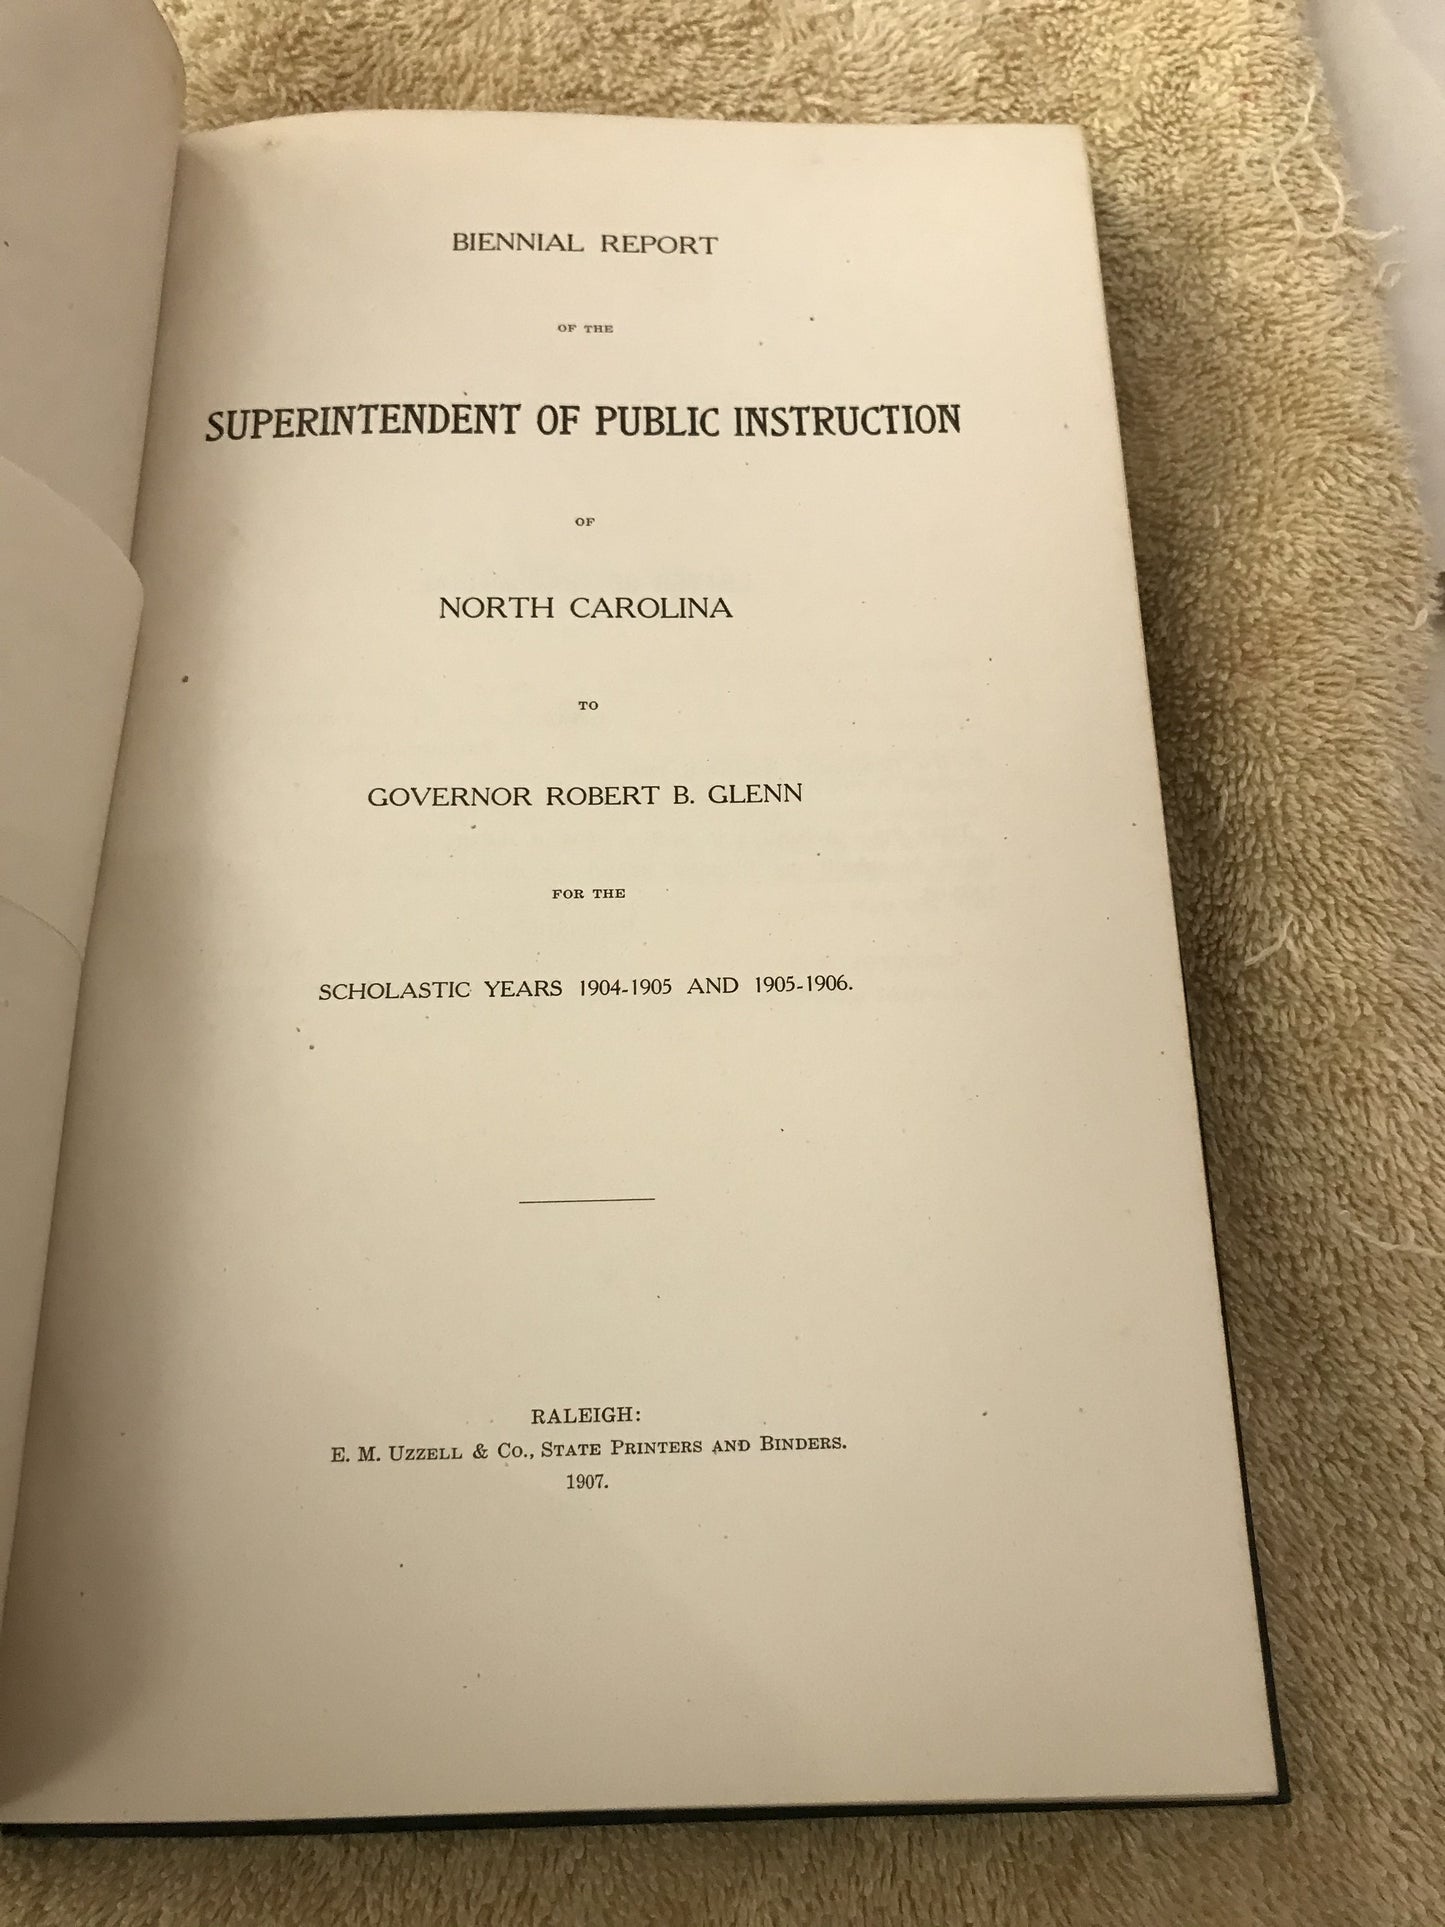 BIENNIAL REPORT
OF THE
SUPERINTENDENT OF PUBLIC INSTRUCTION
OF
NORTH CAROLINA
TO
GOVERNOR ROBERT B. GLENN
FOR THE
SCHOLASTIC YEARS 1904-1905 AND 1905-1906.
RALEIGH:
E. M. UZZELL & CO., STATE PRINTERS AND BINDERS.
1907.